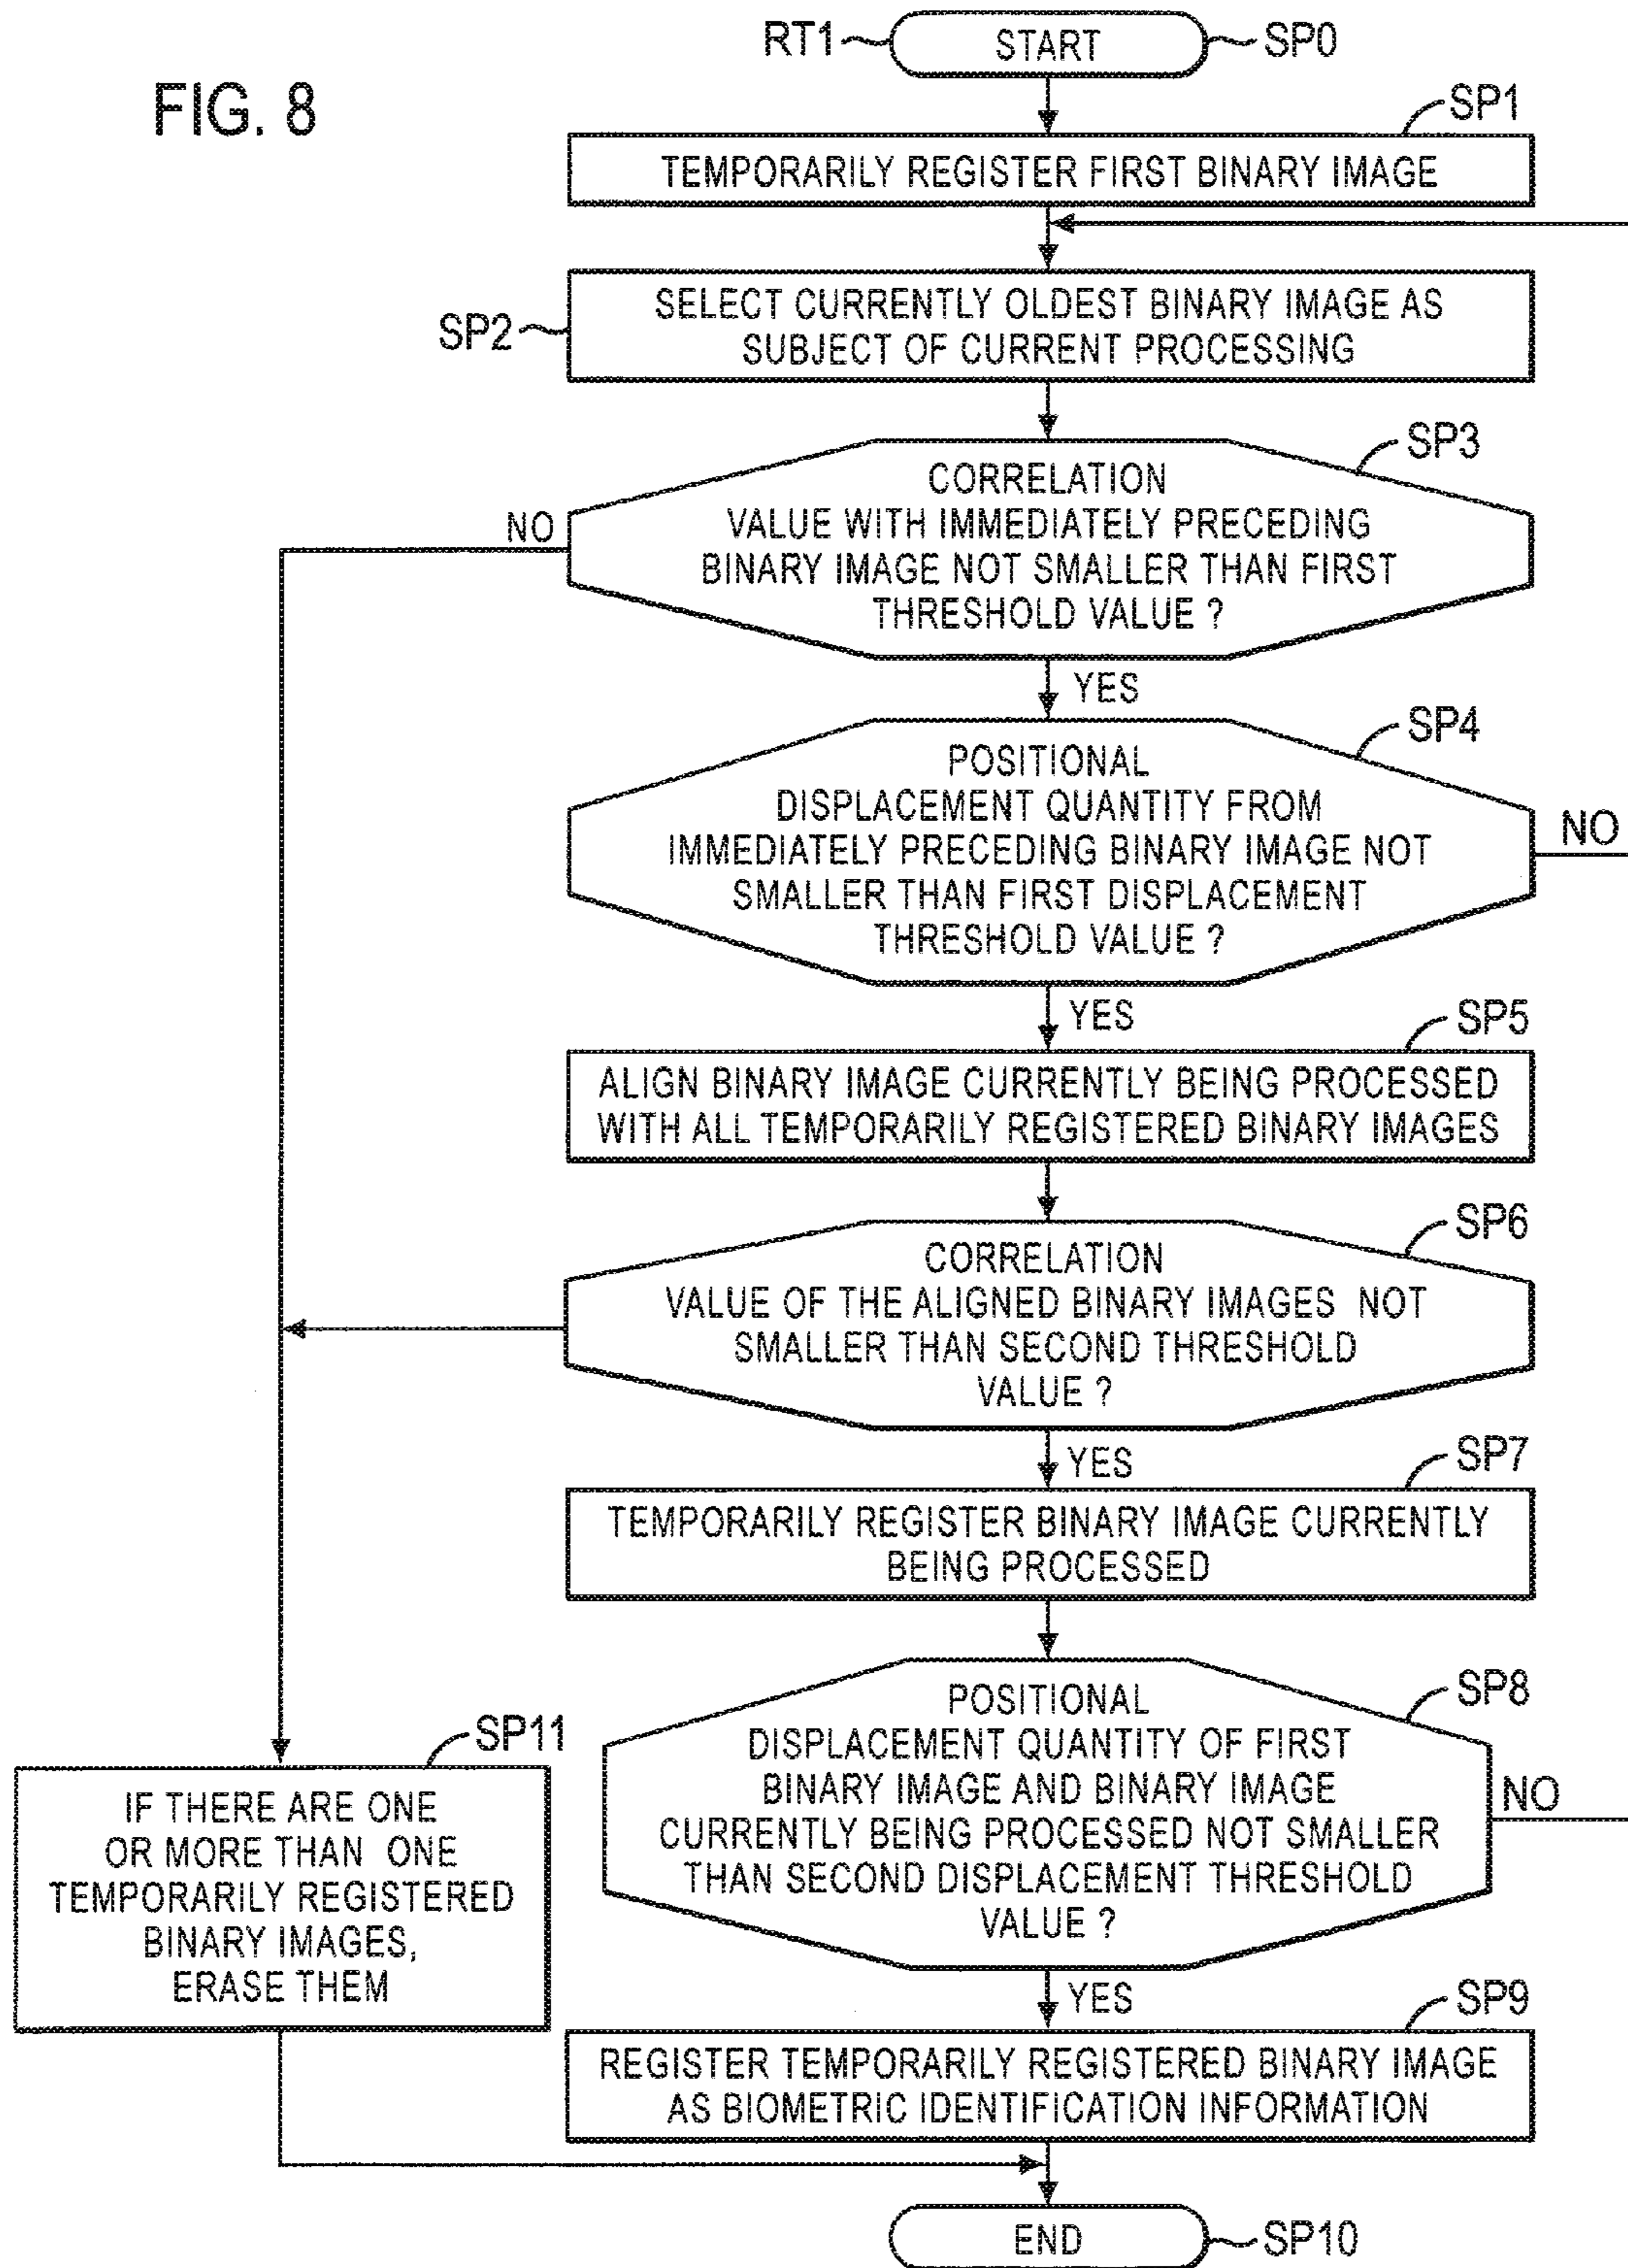 FIG. 8
RT1
START
SP0
SP1
TEMPORARILY REGISTER FIRST BINARY IMAGE
SP2
SELECT CURRENTLY OLDEST BINARY IMAGE AS
SUBJECT OF CURRENT PROCESSING
SP3
CORRELATION
VALUE WITH IMMEDIATELY PRECEDING
BINARY IMAGE NOT SMALLER THAN FIRST
THRESHOLD VALUE ?
NO
YES
SP4
POSITIONAL
DISPLACEMENT QUANTITY FROM
IMMEDIATELY PRECEDING BINARY IMAGE NOT
SMALLER THAN FIRST DISPLACEMENT
THRESHOLD VALUE ?
NO
YES
SP5
ALIGN BINARY IMAGE CURRENTLY BEING PROCESSED
WITH ALL TEMPORARILY REGISTERED BINARY IMAGES
SP6
CORRELATION
VALUE OF THE ALIGNED BINARY IMAGES NOT
SMALLER THAN SECOND THRESHOLD
VALUE ?
YES
SP7
TEMPORARILY REGISTER BINARY IMAGE CURRENTLY
BEING PROCESSED
SP8
POSITIONAL
DISPLACEMENT QUANTITY OF FIRST
BINARY IMAGE AND BINARY IMAGE
CURRENTLY BEING PROCESSED NOT SMALLER
THAN SECOND DISPLACEMENT THRESHOLD
VALUE ?
NO
YES
SP11
IF THERE ARE ONE
OR MORE THAN ONE
TEMPORARILY REGISTERED
BINARY IMAGES,
ERASE THEM
SP9
REGISTER TEMPORARILY REGISTERED BINARY IMAGE
AS BIOMETRIC IDENTIFICATION INFORMATION
END
SP10